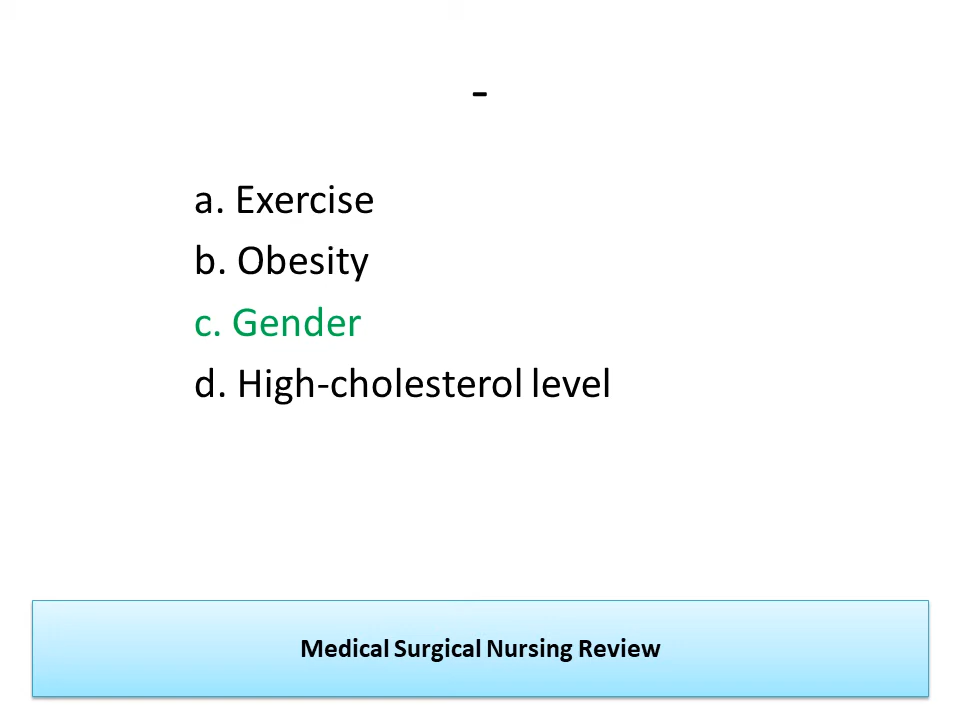 -
a. Exercise
b. Obesity
c. Gender
d. High-cholesterol level
Medical Surgical Nursing Review